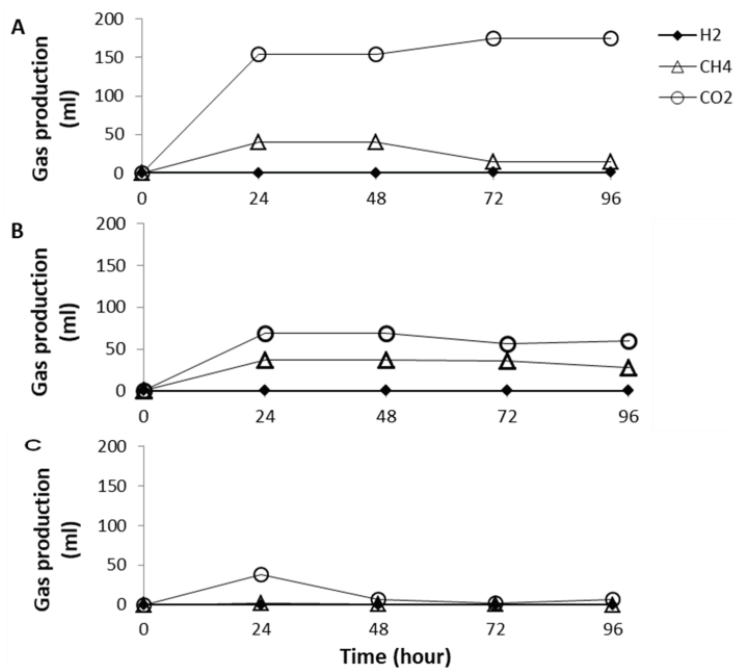 A
Gas production
(ml)
200
150
100
50
0
0 24 48 72 96
H2
CH4
CO2
B
Gas production
(ml)
200
150
100
50
0
0 24 48 72 96
C
Gas production
(ml)
200
150
100
50
0
0 24 48 72 96
Time (hour)